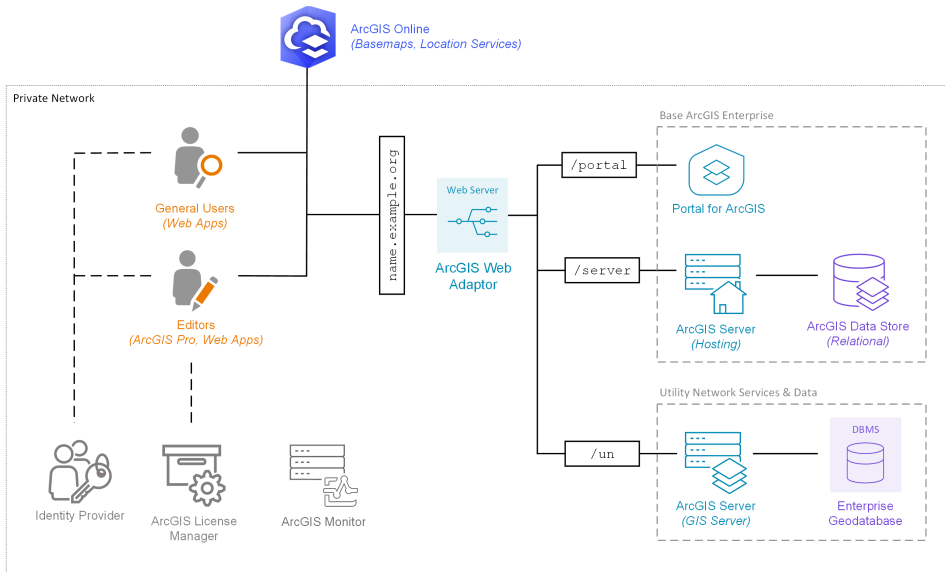 ArcGIS Online
(Basemaps, Location Services)
Private Network
General Users
(Web Apps)
Editors
(ArcGIS Pro, Web Apps)
Identity Provider
ArcGIS License
Manager
ArcGIS Monitor
name.example.org
Web Server
ArcGIS Web
Adaptor
/portal
/server
/un
Base ArcGIS Enterprise
Portal for ArcGIS
ArcGIS Server
(Hosting)
ArcGIS Data Store
(Relational)
Utility Network Services & Data
ArcGIS Server
(GIS Server)
DBMS
Enterprise
Geodatabase